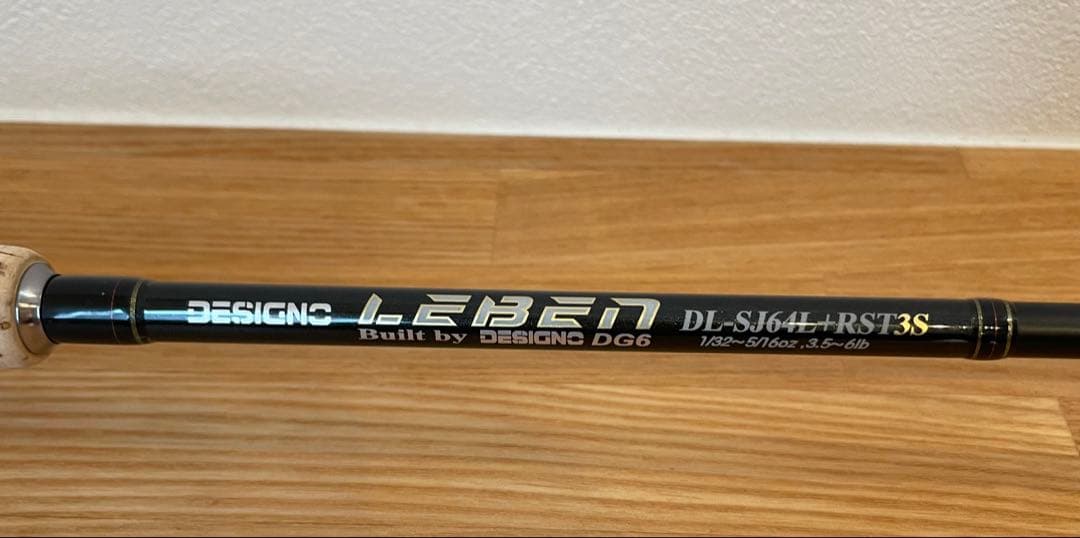 DESIGNO LEBEN DL-SJ64L+RST3S
Built by DESIGNO DG6 1/32~5/16oz ,3.5~6lb